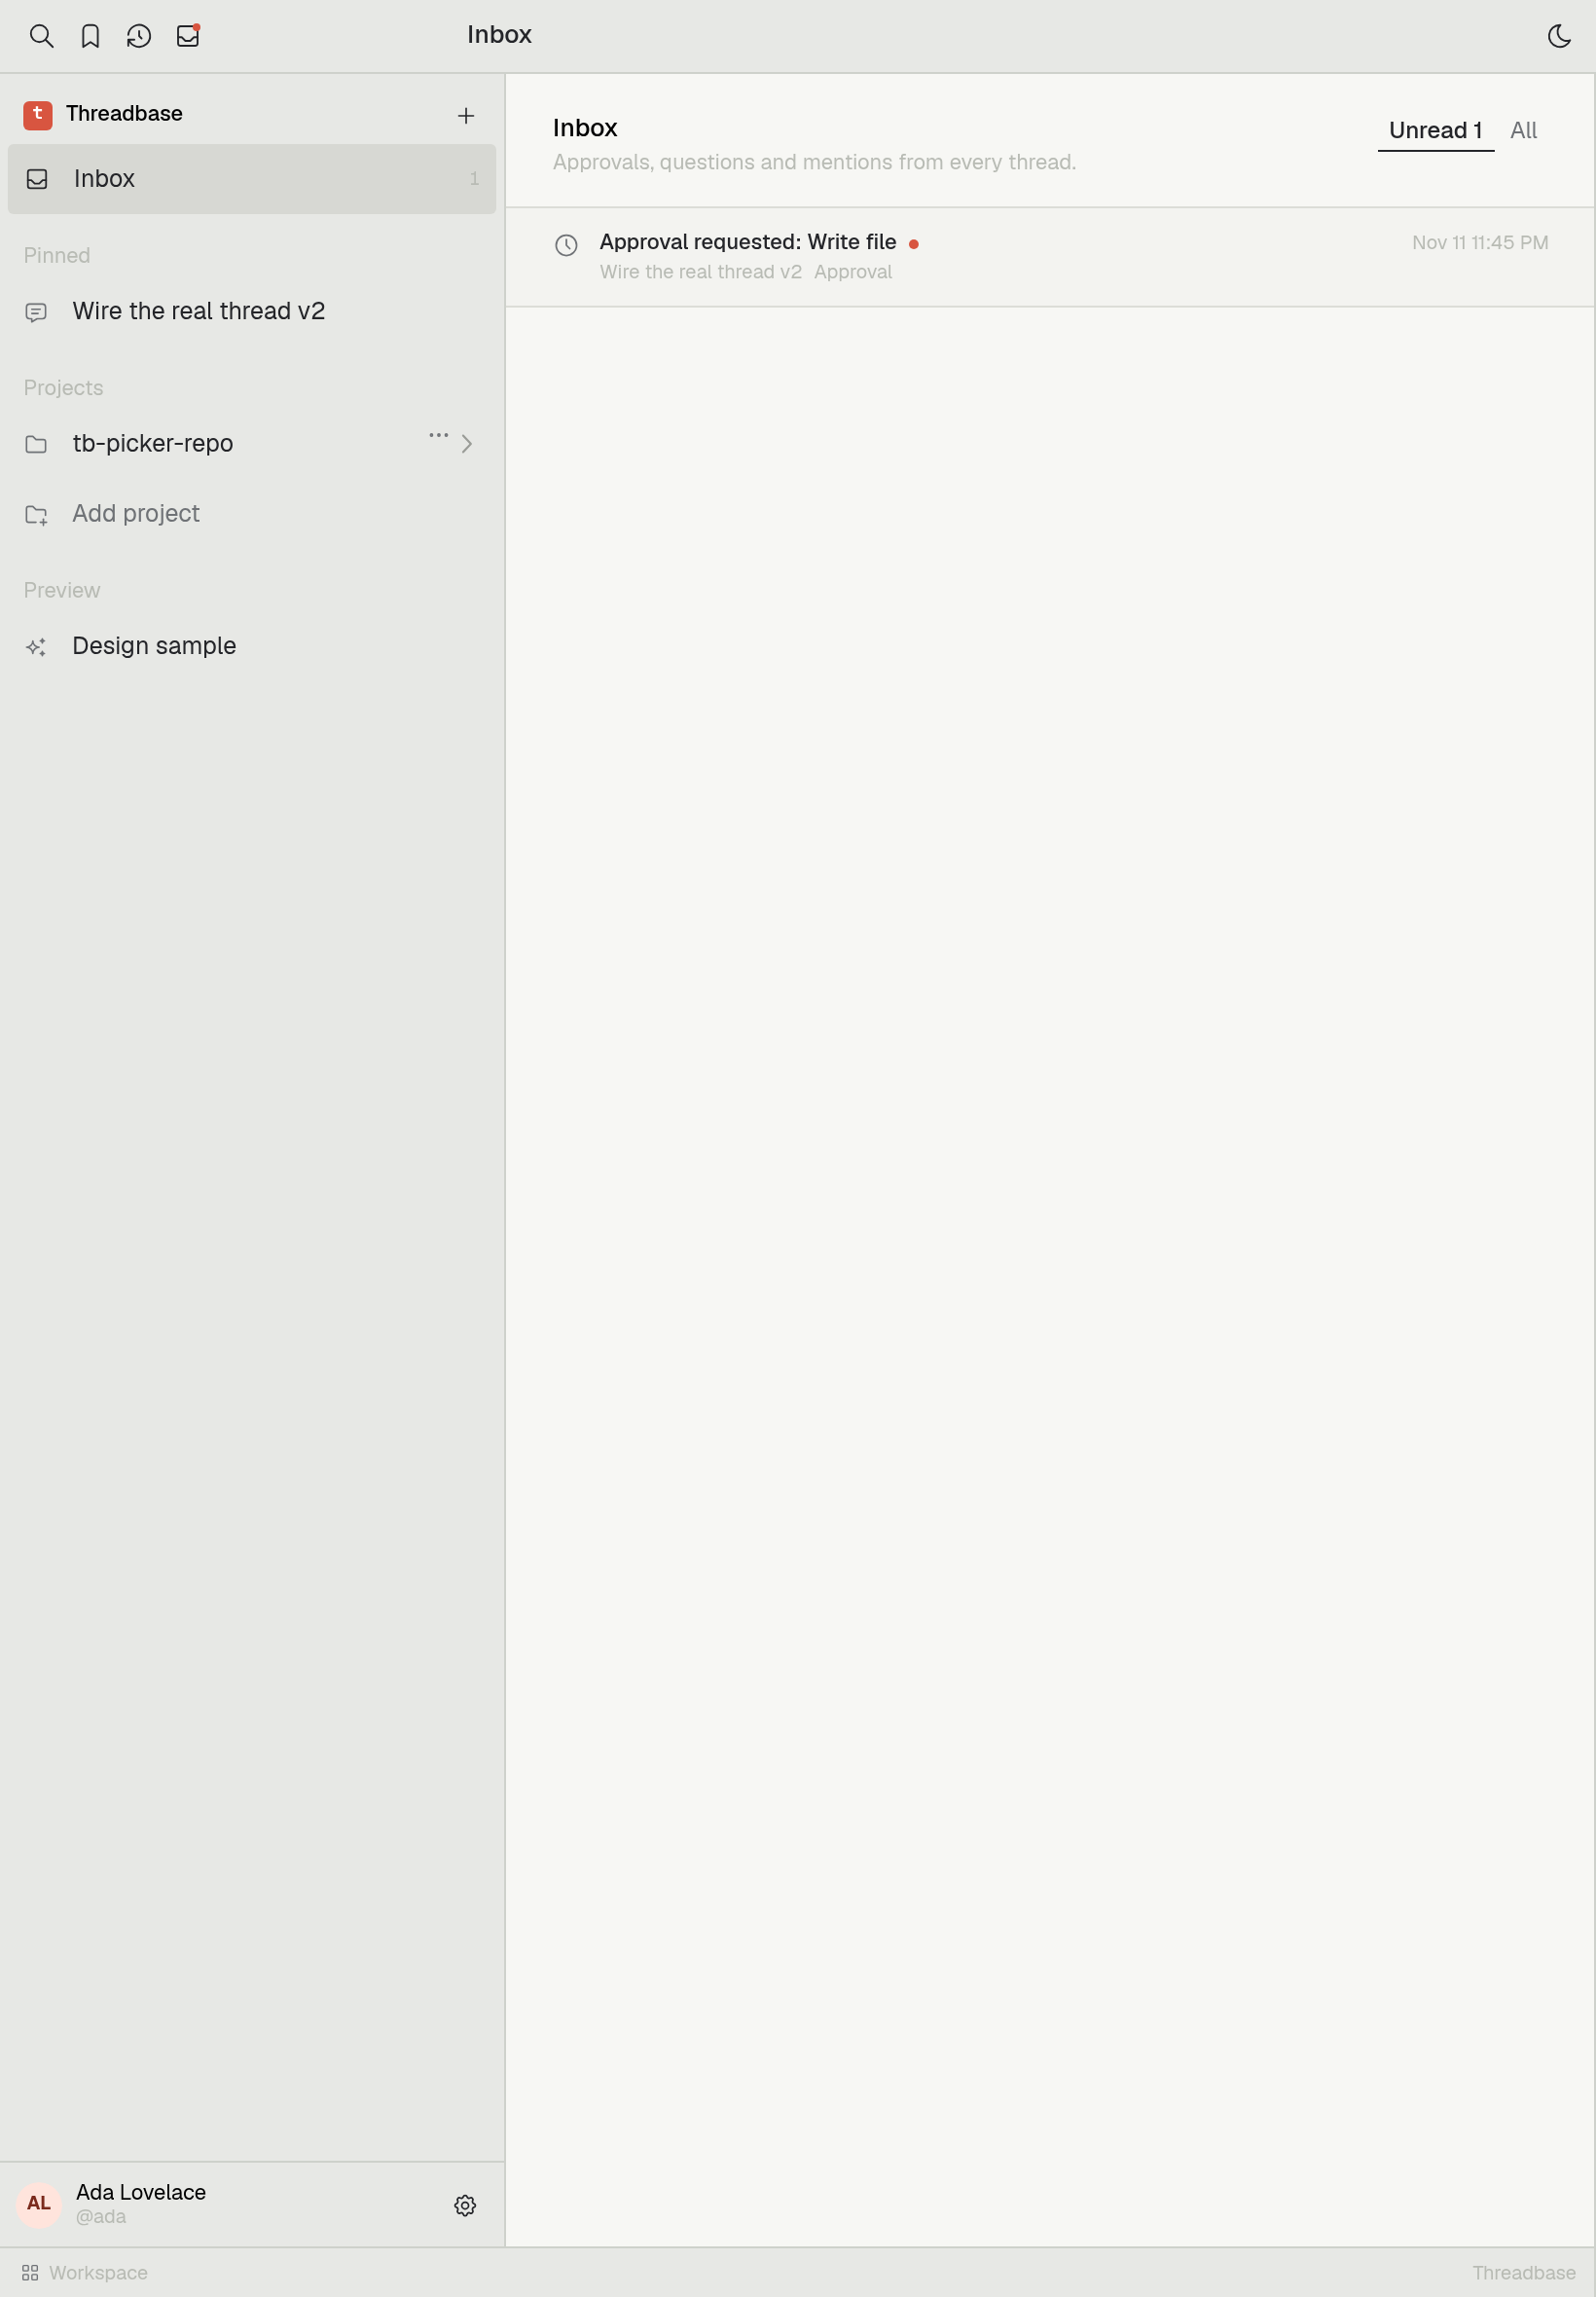 Inbox
t Threadbase
Inbox 1
Pinned
Wire the real thread v2
Projects
tb-picker-repo
Add project
Preview
Design sample
Ada Lovelace
AL
@ada
Inbox
Unread 1 All
Approvals, questions and mentions from every thread.
Approval requested: Write file Nov 11 11:45 PM
Wire the real thread v2 Approval
Workspace Threadbase